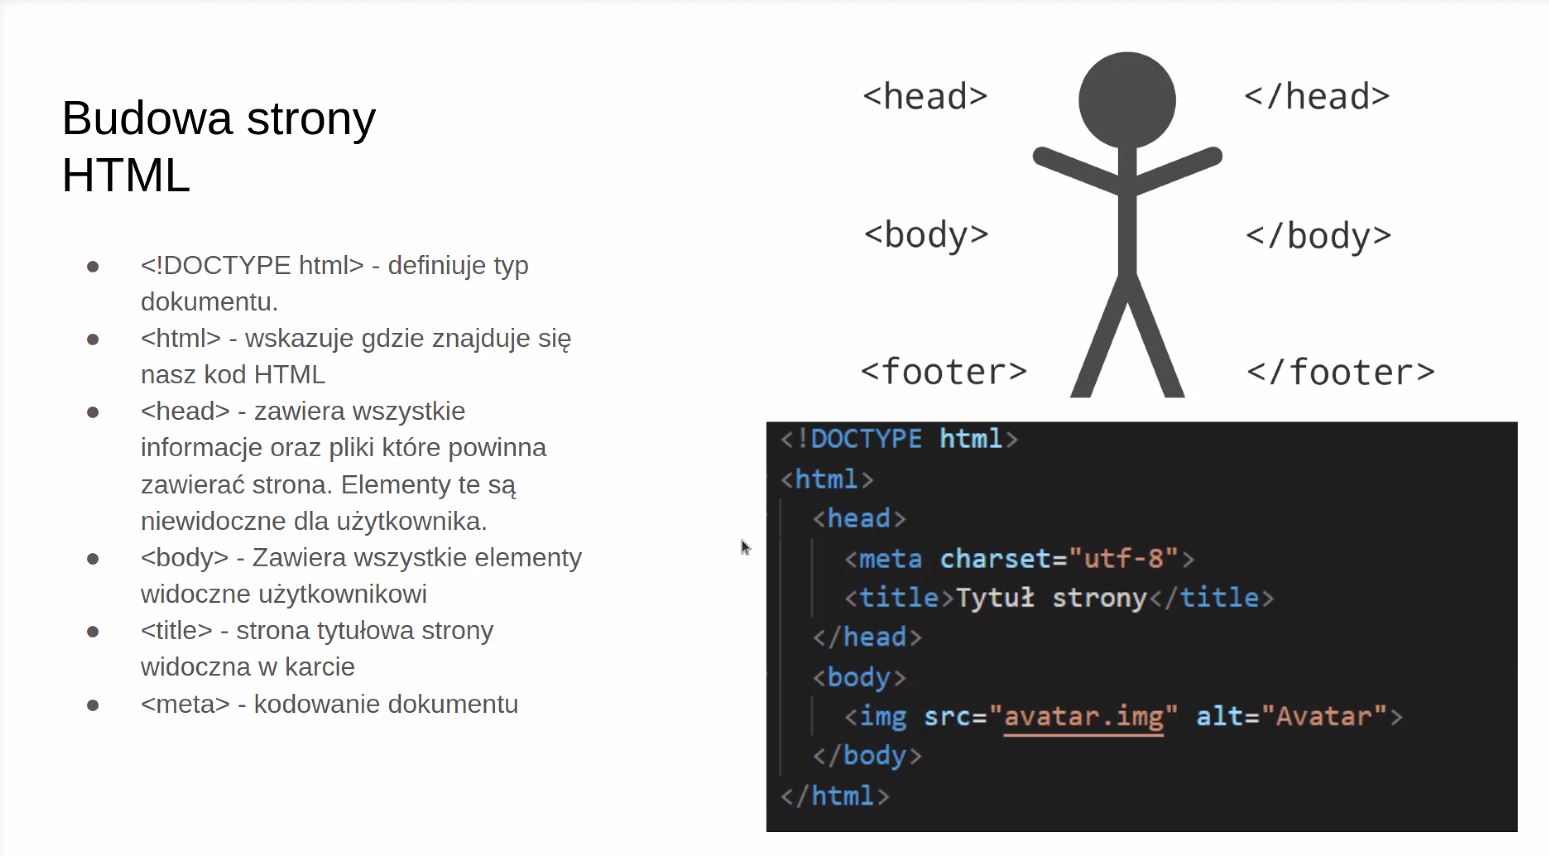 Budowa strony
HTML
● <!DOCTYPE html> - definiuje typ
dokumentu.
● <html> - wskazuje gdzie znajduje się
nasz kod HTML
● <head> - zawiera wszystkie
informacje oraz pliki które powinna
zawierać strona. Elementy te są
niewidoczne dla użytkownika.
● <body> - Zawiera wszystkie elementy
widoczne użytkownikowi
● <title> - strona tytułowa strony
widoczna w karcie
● <meta> - kodowanie dokumentu
<head> </head>
<body> </body>
<footer> </footer>
<!DOCTYPE html>
<html>
<head>
<meta charset="utf-8">
<title>Tytuł strony</title>
</head>
<body>
<img src="avatar.img" alt="Avatar">
</body>
</html>